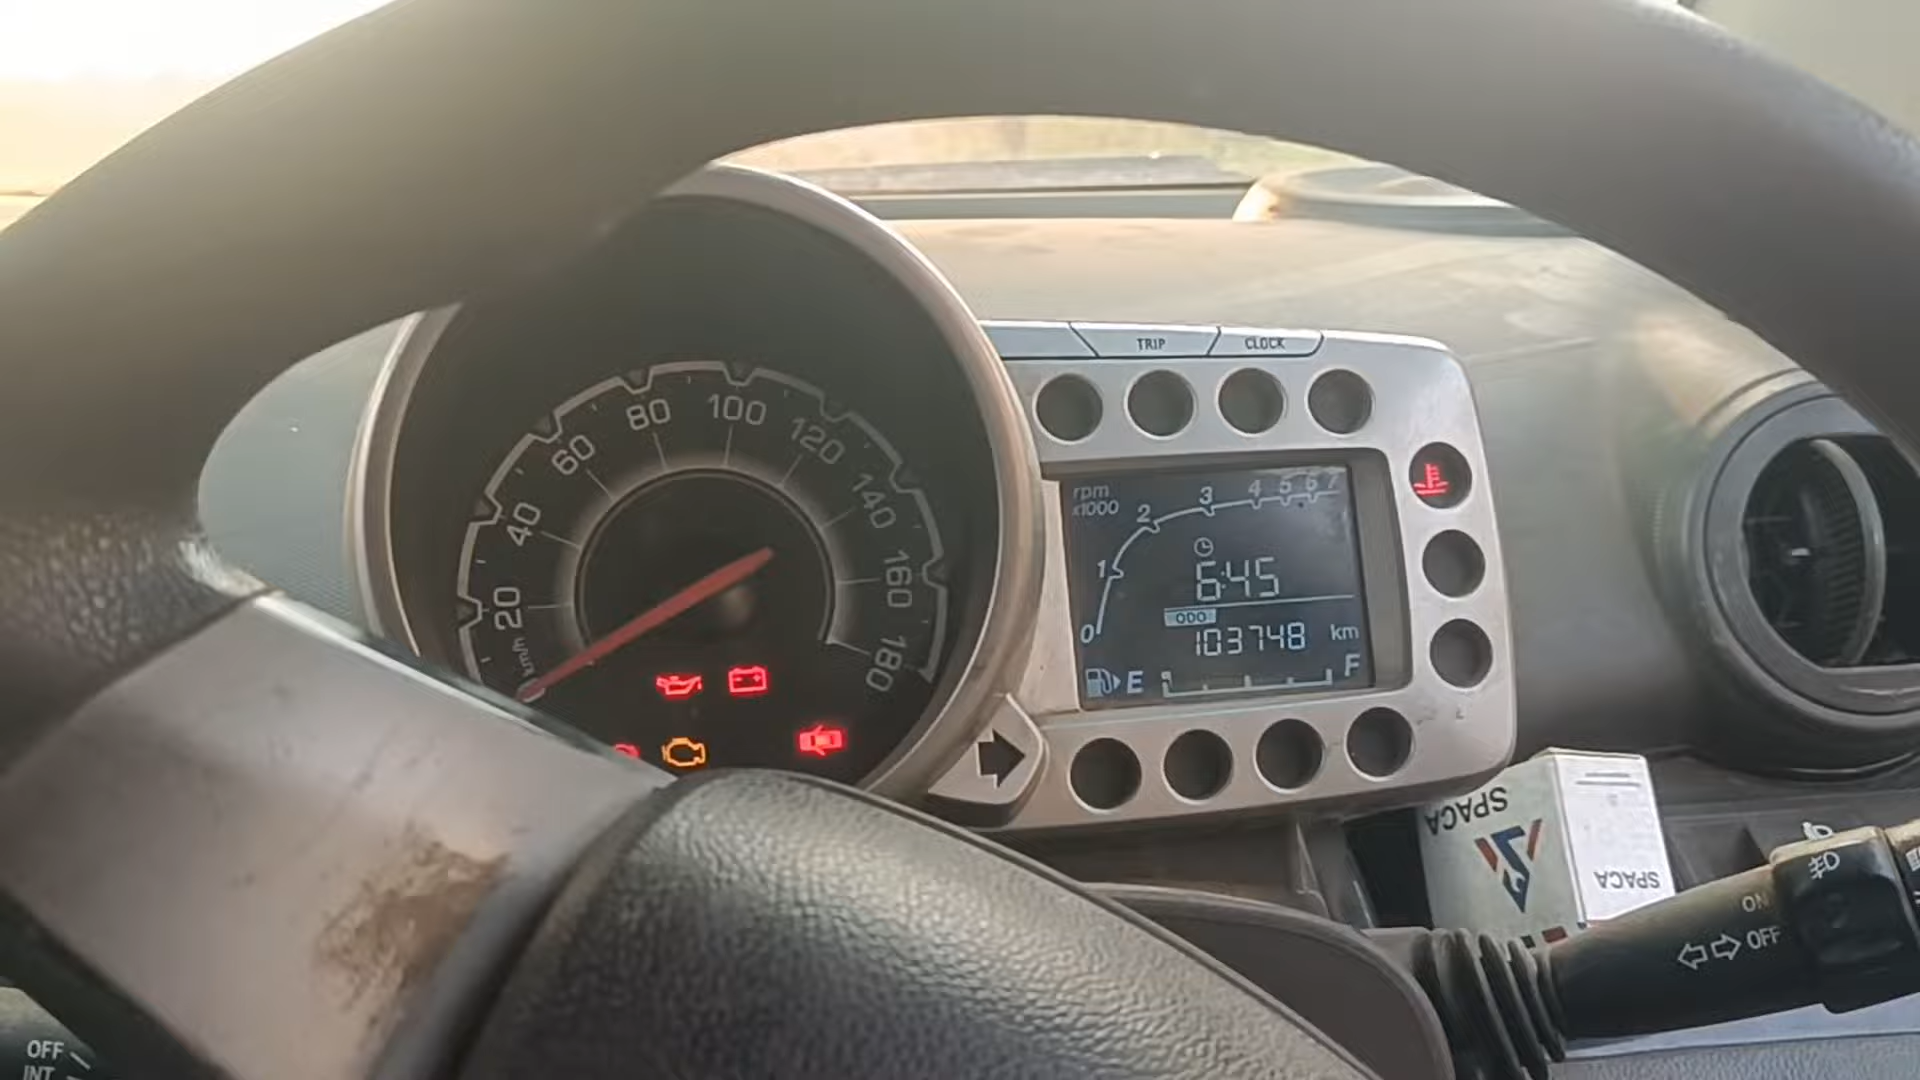 TRIP
CLOCK
20
40
60
80
100
120
140
160
180
km/h
rpm
x1000
0
1
2
3
4
5
6
7
6:45
ODO
103748 km
E
F
SPACA
SPACA
ON
OFF
OFF
INT